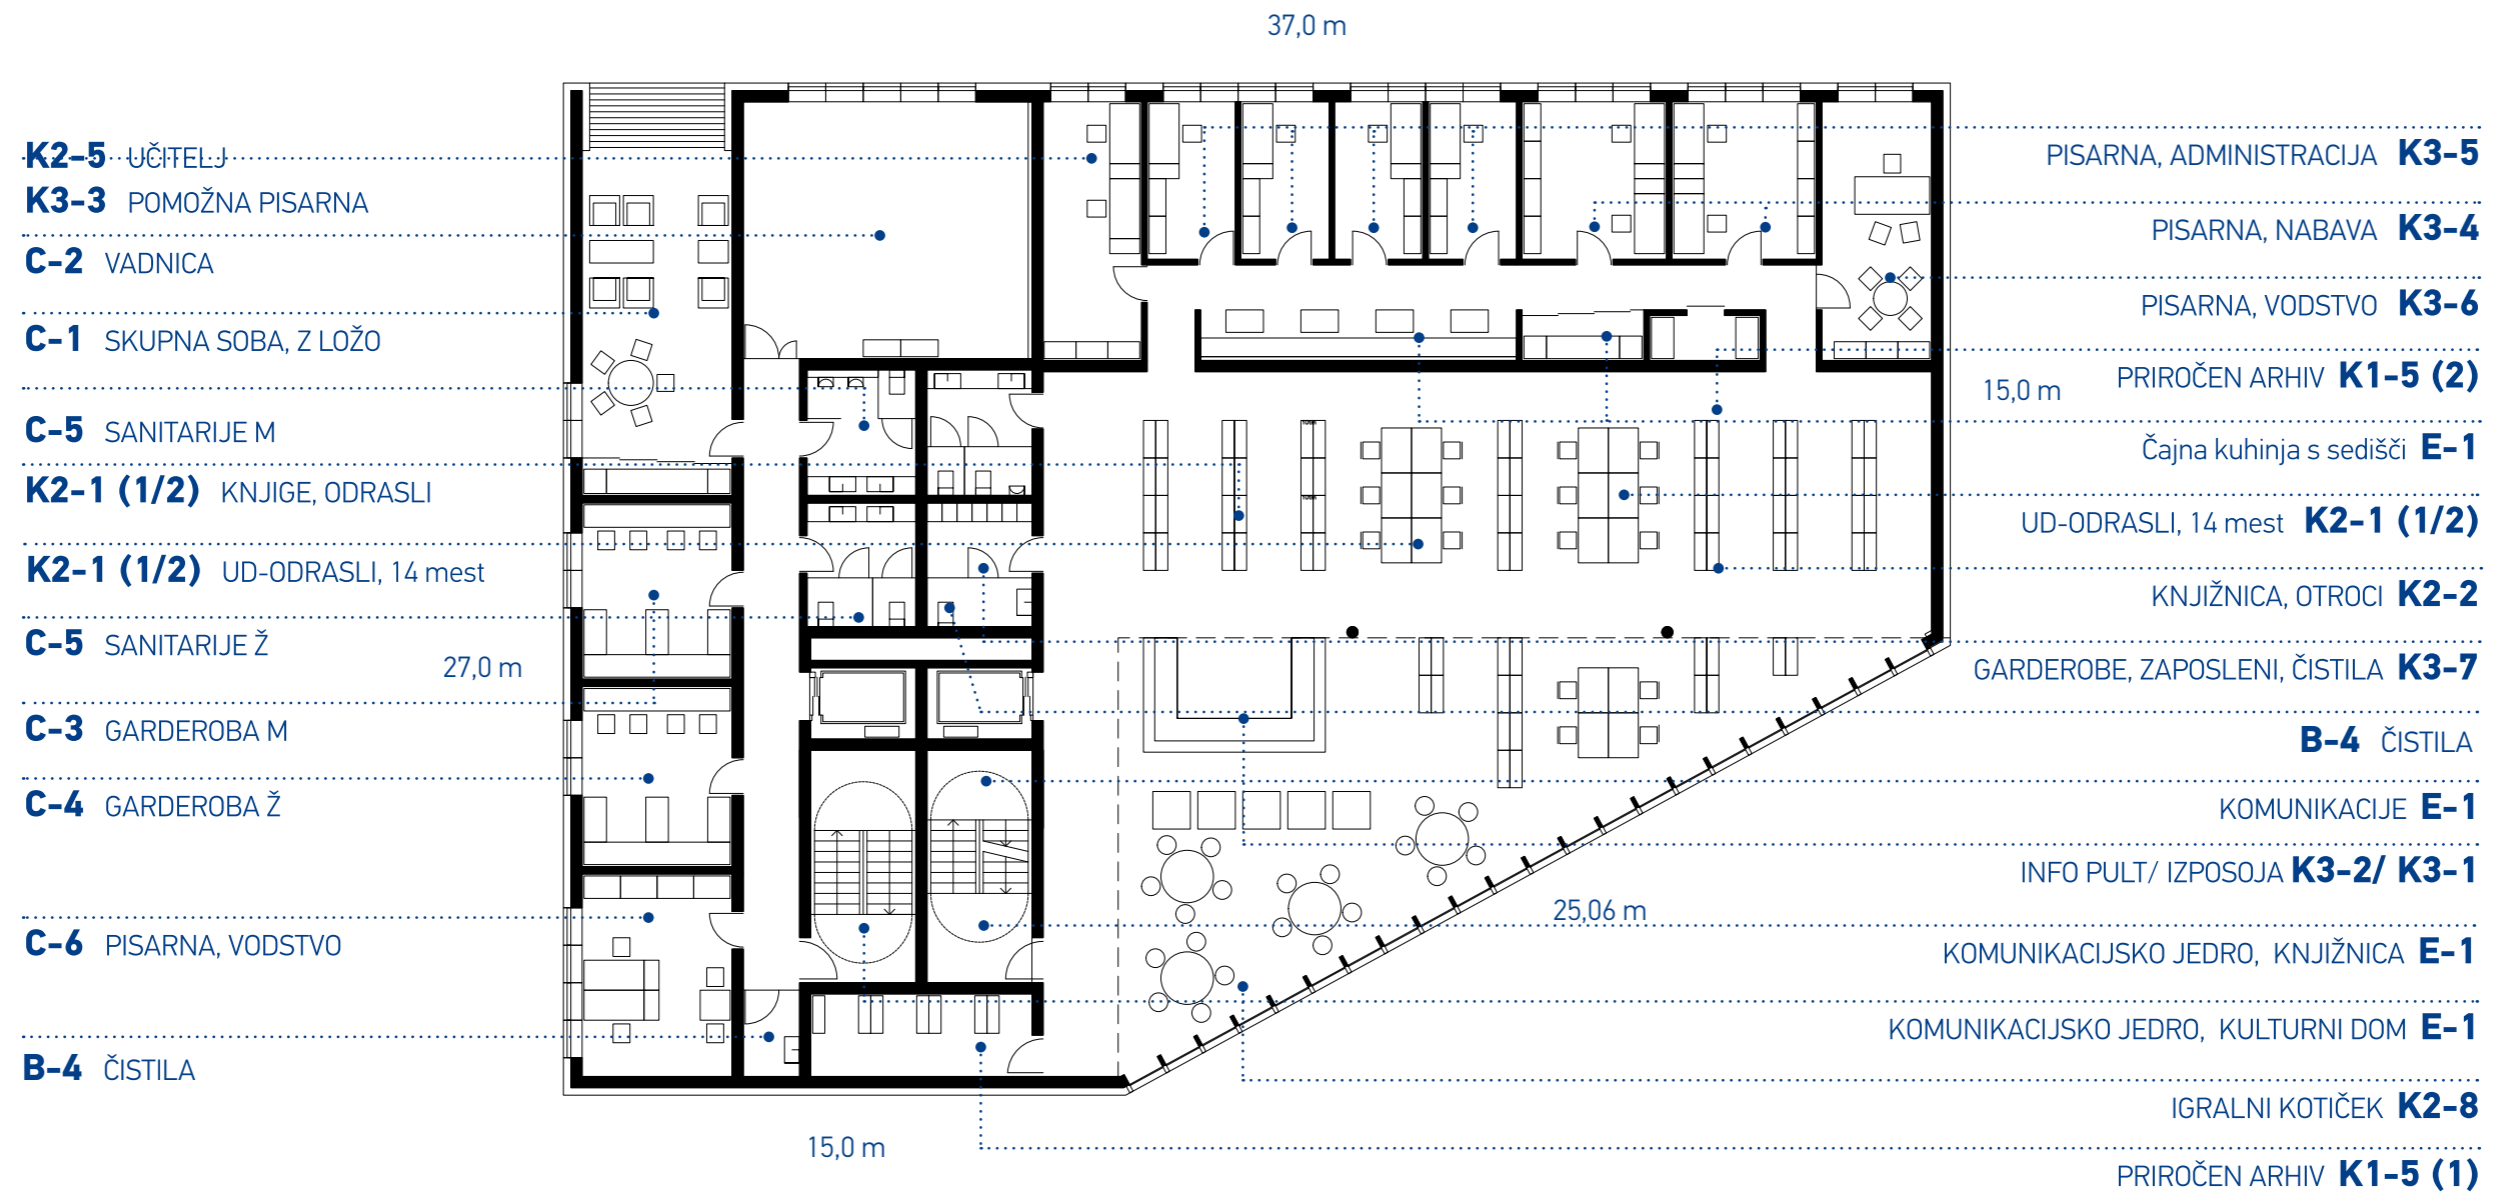 37,0 m
K2-5 UČITELJ
K3-3 POMOŽNA PISARNA
C-2 VADNICA
C-1 SKUPNA SOBA, Z LOŽO
C-5 SANITARIJE M
K2-1 (1/2) KNJIGE, ODRASLI
K2-1 (1/2) UD-ODRASLI, 14 mest
C-5 SANITARIJE Ž
27,0 m
C-3 GARDEROBA M
C-4 GARDEROBA Ž
C-6 PISARNA, VODSTVO
B-4 ČISTILA
15,0 m
PISARNA, ADMINISTRACIJA K3-5
PISARNA, NABAVA K3-4
PISARNA, VODSTVO K3-6
PRIROČEN ARHIV K1-5 (2)
15,0 m
Čajna kuhinja s sedišči E-1
UD-ODRASLI, 14 mest K2-1 (1/2)
KNJIŽNICA, OTROCI K2-2
GARDEROBE, ZAPOSLENI, ČISTILA K3-7
B-4 ČISTILA
KOMUNIKACIJE E-1
INFO PULT/ IZPOSOJA K3-2/ K3-1
25,06 m
KOMUNIKACIJSKO JEDRO, KNJIŽNICA E-1
KOMUNIKACIJSKO JEDRO, KULTURNI DOM E-1
IGRALNI KOTIČEK K2-8
PRIROČEN ARHIV K1-5 (1)